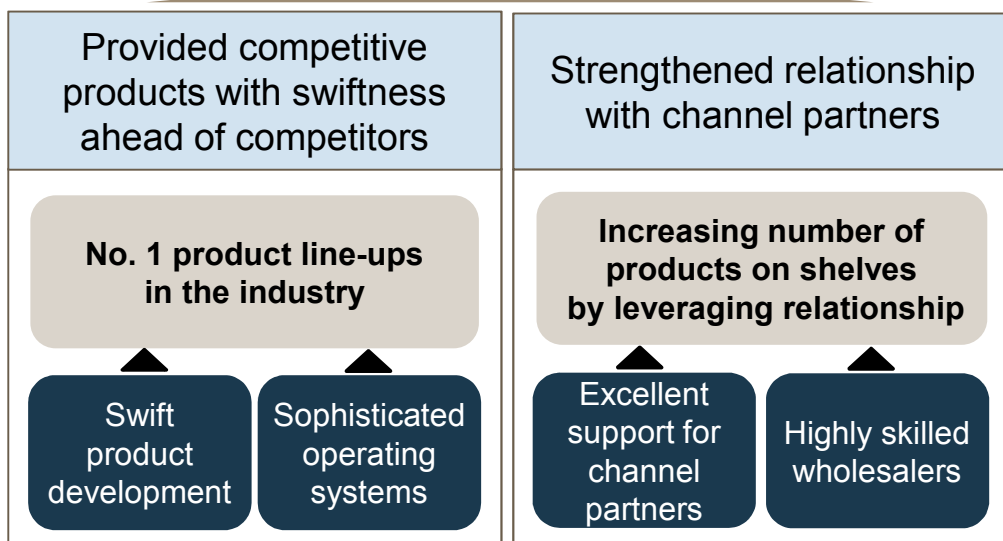 Provided competitive
products with swiftness
ahead of competitors
No. 1 product line-ups
in the industry
Swift
product
development
Sophisticated
operating
systems
Strengthened relationship
with channel partners
Increasing number of
products on shelves
by leveraging relationship
Excellent
support for
channel
partners
Highly skilled
wholesalers